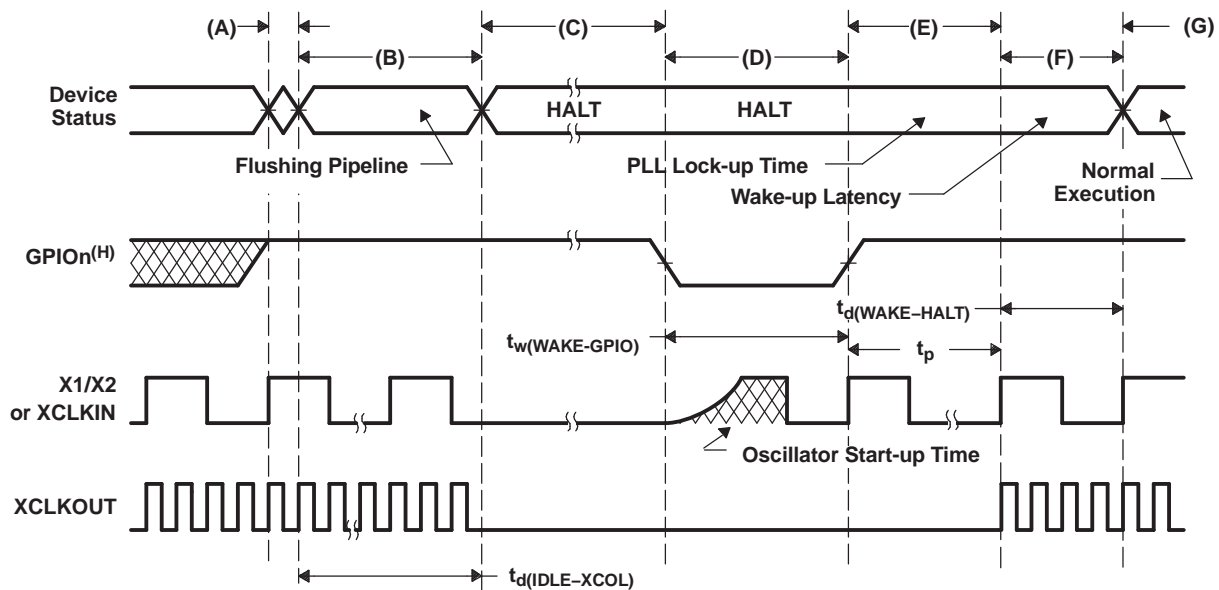 (A)
(B)
(C)
(D)
(E)
(F)
(G)
Device
Status
HALT
HALT
Flushing Pipeline
PLL Lock-up Time
Wake-up Latency
Normal
Execution
GPIOn(H)
td(WAKE−HALT)
tw(WAKE-GPIO)
tp
X1/X2
or XCLKIN
Oscillator Start-up Time
XCLKOUT
td(IDLE−XCOL)